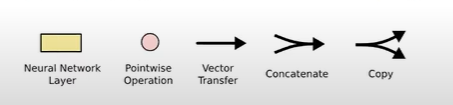 Neural Network
Layer
Pointwise
Operation
Vector
Transfer
Concatenate
Copy